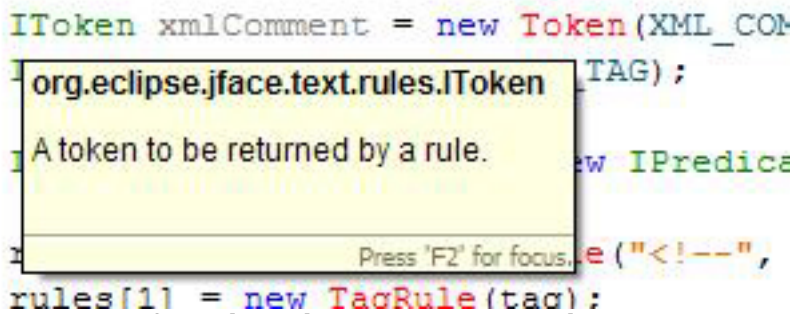 IToken xmlComment = new Token(XML_COM
org.eclipse.jface.text.rules.IToken
TAG);
A token to be returned by a rule.
IPredica
Press 'F2' for focus.
("<!--",
rules[1] = new TagRule(tag);